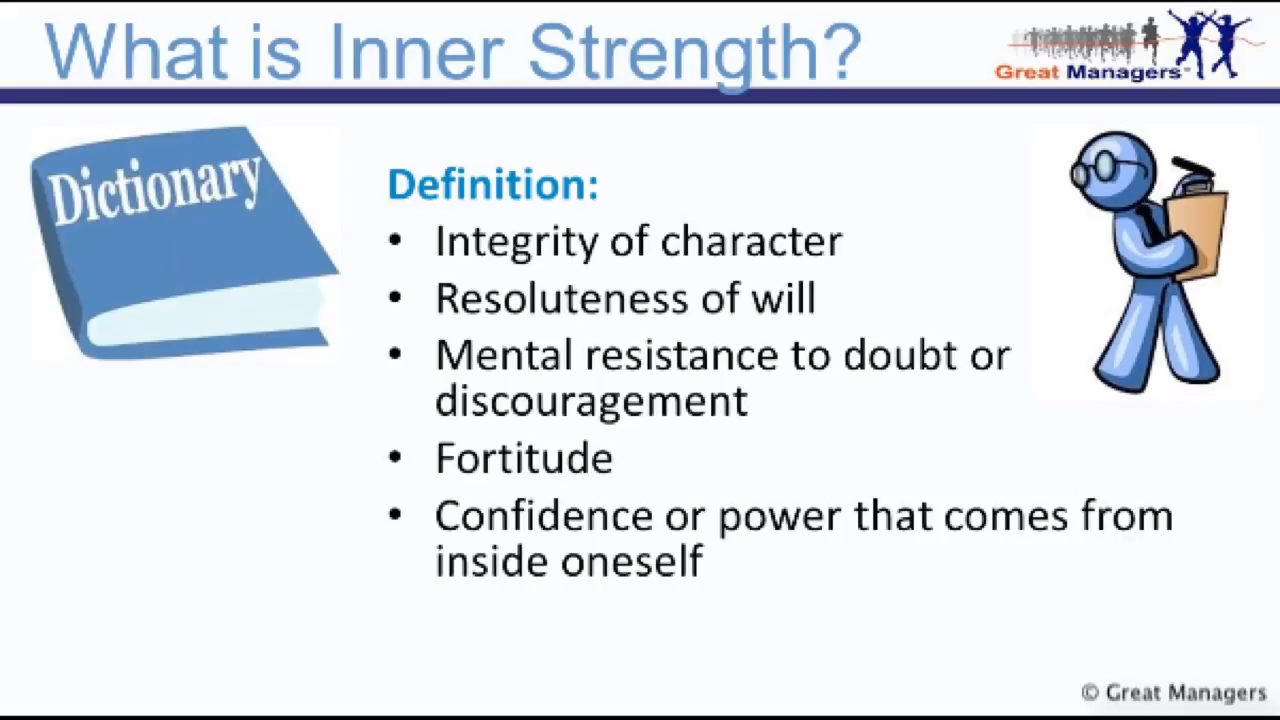 What is Inner Strength?
Great Managers™
Dictionary
Definition:
• Integrity of character
• Resoluteness of will
• Mental resistance to doubt or
discouragement
• Fortitude
• Confidence or power that comes from
inside oneself
© Great Managers